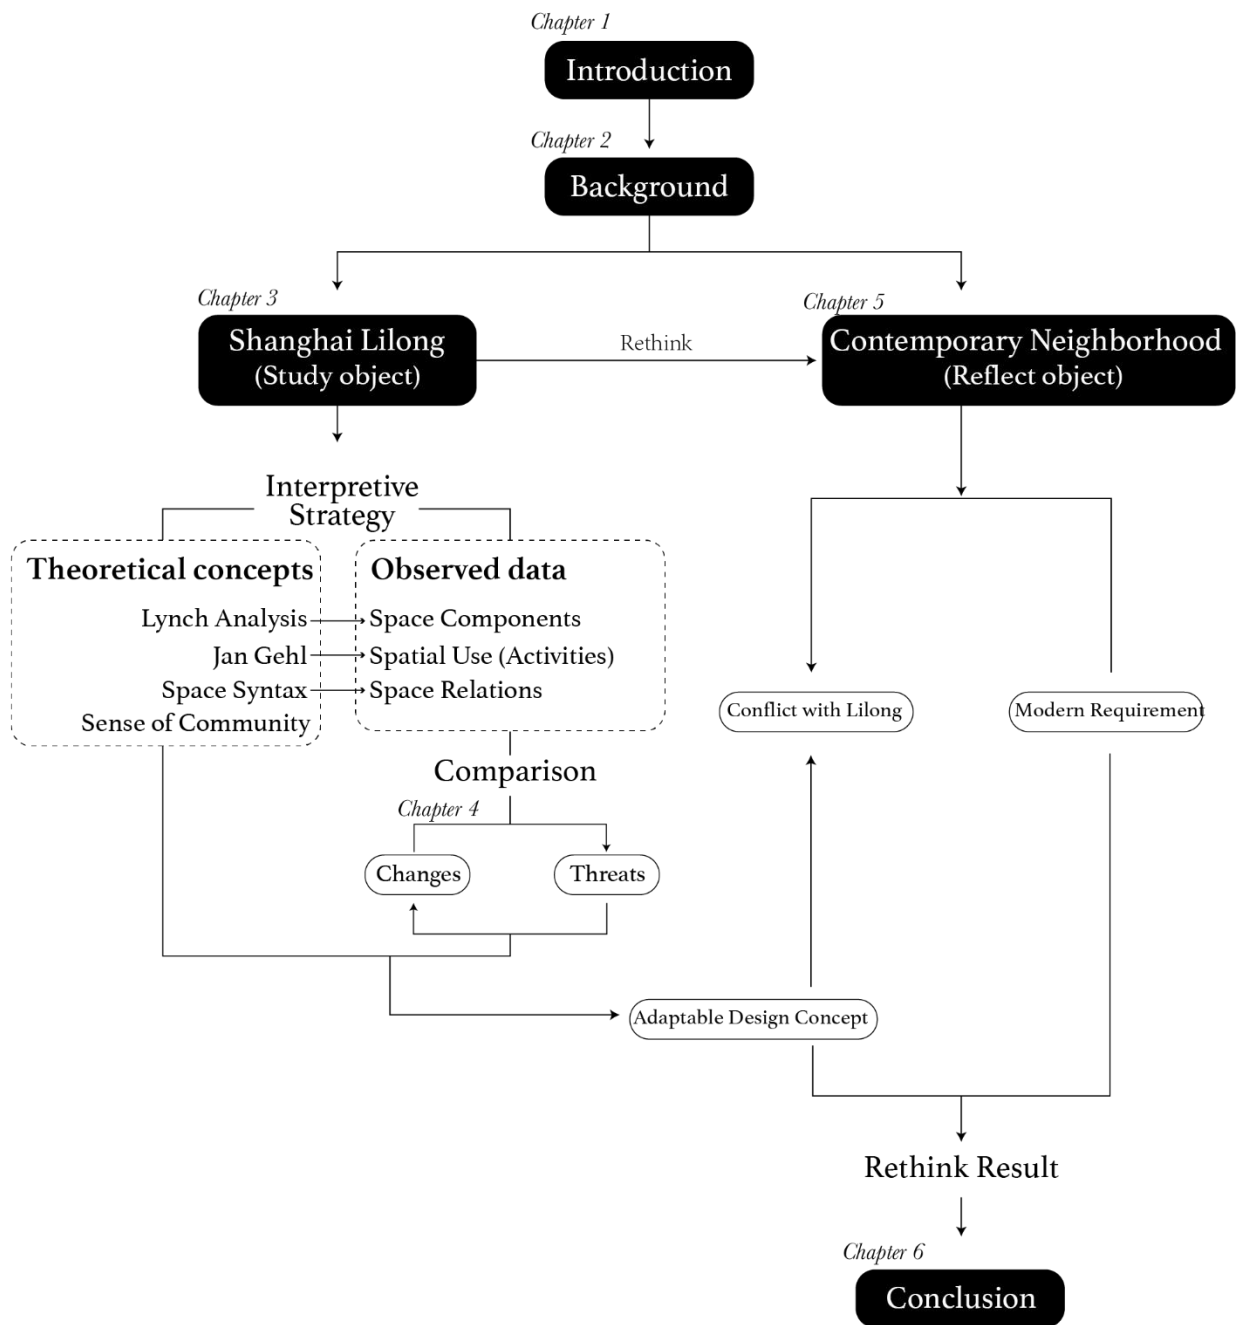 Chapter 1
Introduction
Chapter 2
Background
Chapter 3
Shanghai Lilong
(Study object)
Rethink
Chapter 5
Contemporary Neighborhood
(Reflect object)
Interpretive
Strategy
Theoretical concepts
Lynch Analysis
Jan Gehl
Space Syntax
Sense of Community
Observed data
Space Components
Spatial Use (Activities)
Space Relations
Comparison
Chapter 4
Changes
Threats
Conflict with Lilong
Modern Requirement
Adaptable Design Concept
Rethink Result
Chapter 6
Conclusion